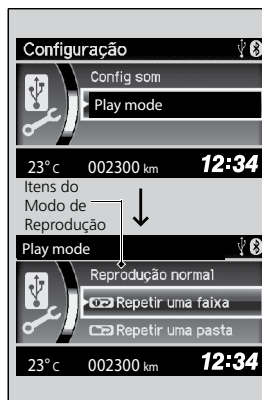 Configuração
Config som
Play mode
23°c 002300 km 12:34
Itens do
Modo de
Reprodução
Play mode
Reprodução normal
Repetir uma faixa
Repetir uma pasta
23°c 002300 km 12:34